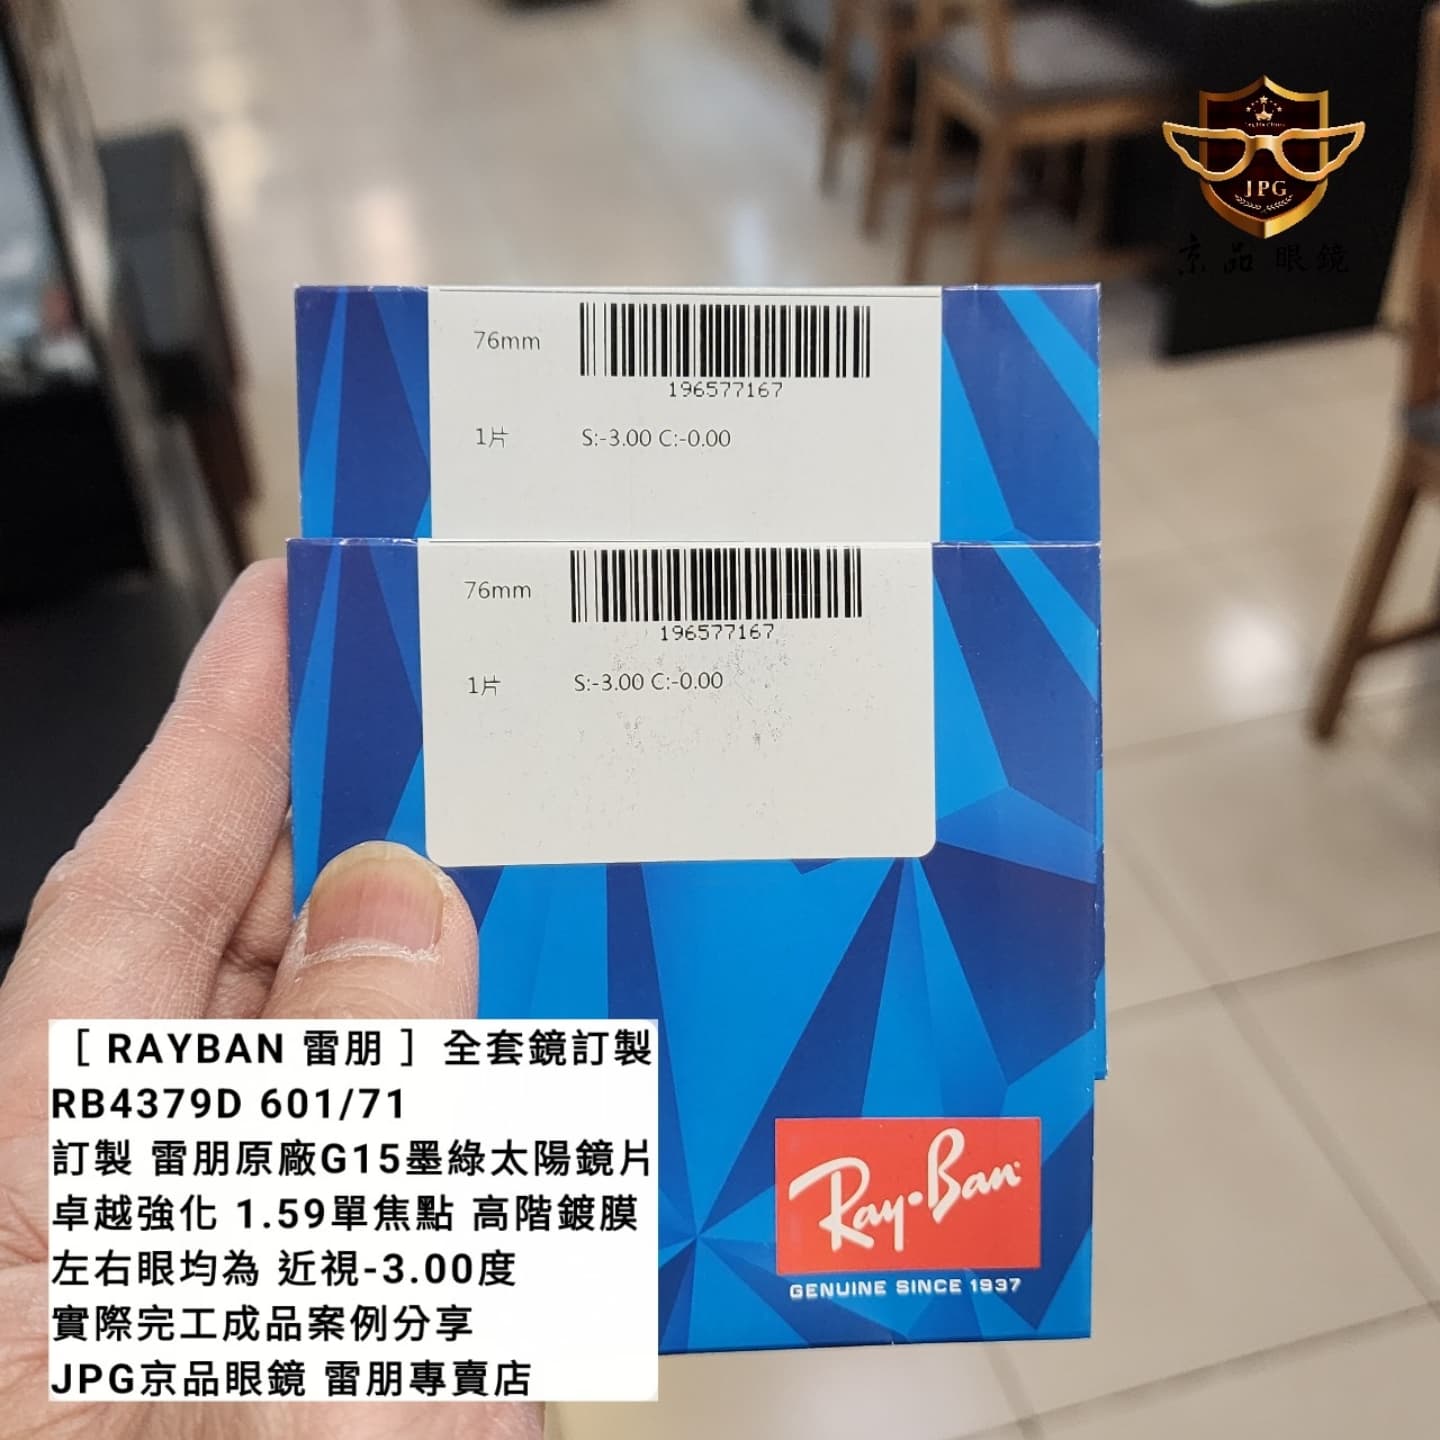 JPG
京品眼鏡
76mm
196577167
1片 S:-3.00 C:-0.00
76mm
196577167
1片 S:-3.00 C:-0.00
[ RAYBAN 雷朋 ] 全套鏡訂製
RB4379D 601/71
訂製 雷朋原廠G15墨綠太陽鏡片
卓越強化 1.59單焦點 高階鍍膜
左右眼均為 近視-3.00度
實際完工成品案例分享
JPG京品眼鏡 雷朋專賣店
Ray·Ban
GENUINE SINCE 1937